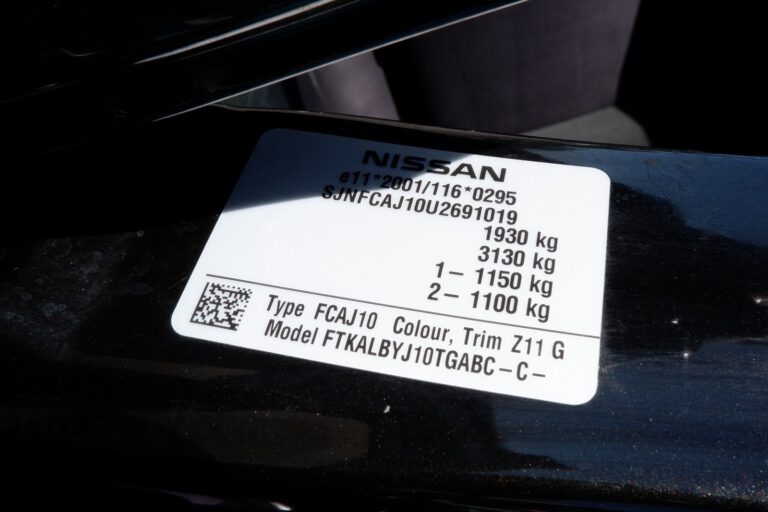 NISSAN
e11*2001/116*0295
SJNFCAJ10U2691019
1930 kg
3130 kg
1– 1150 kg
2– 1100 kg
Type FCAJ10 Colour, Trim Z11 G
Model FTKALBYJ10TGABC–C–